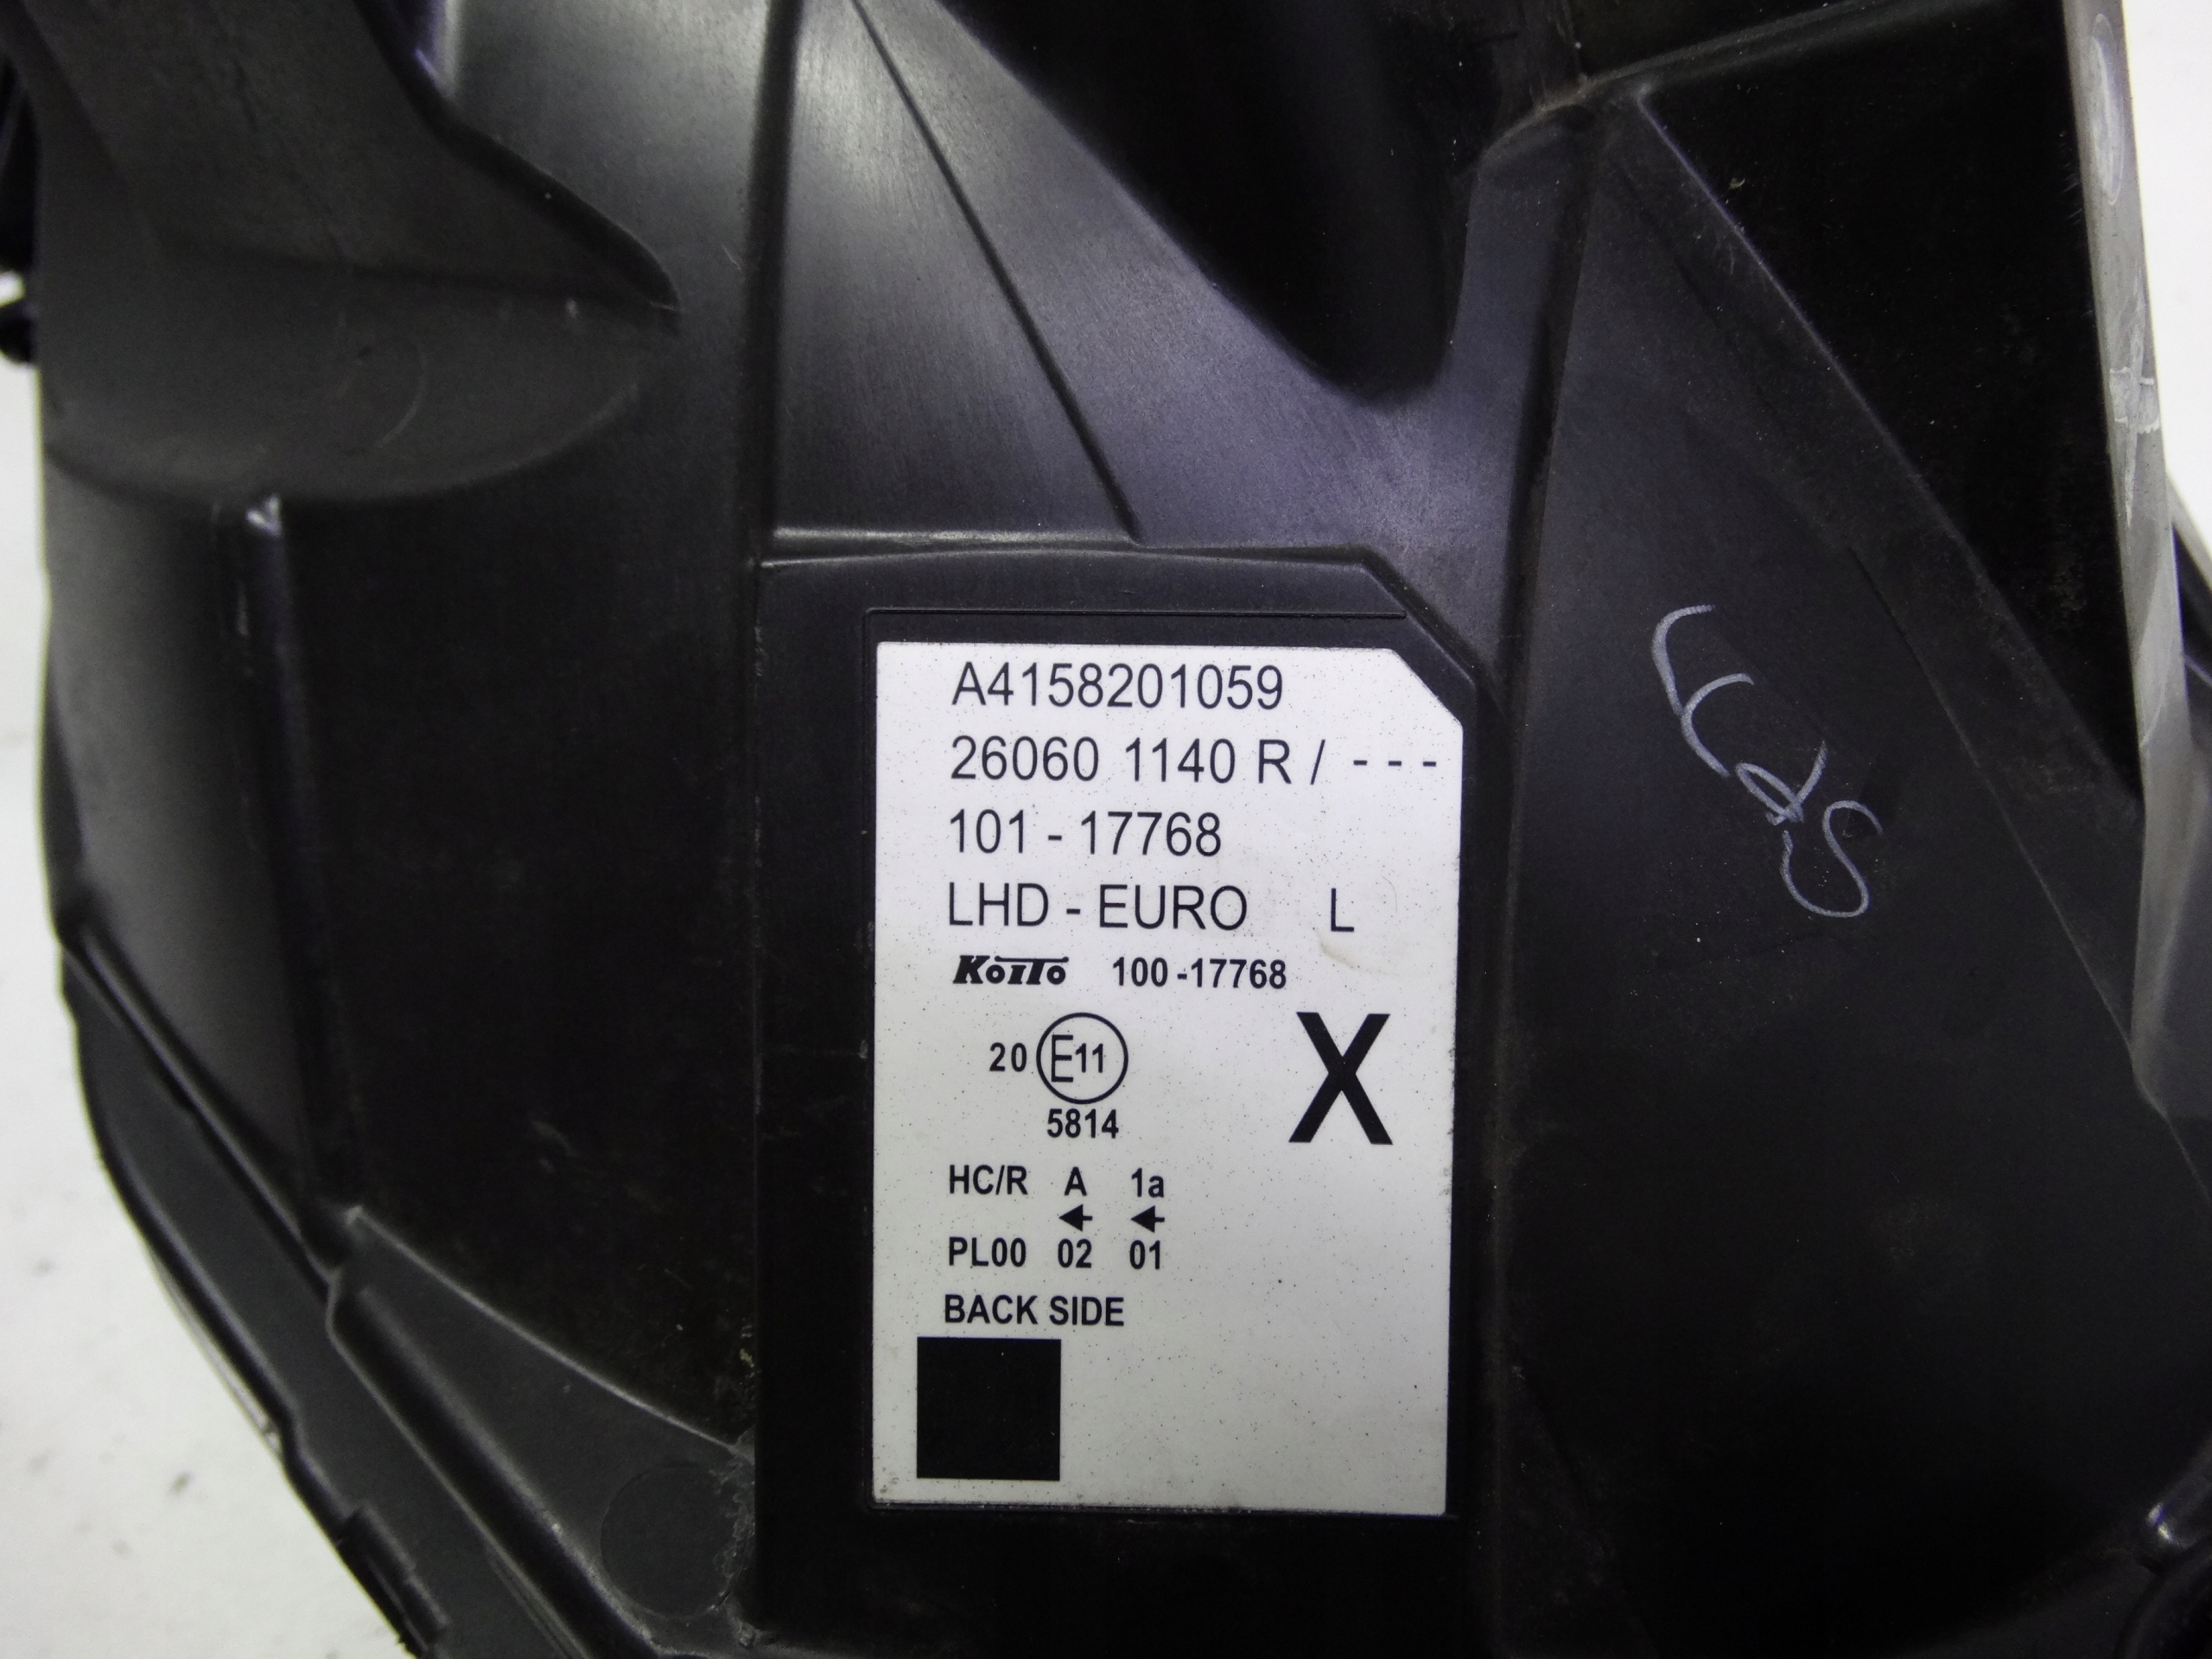 A4158201059
26060 1140 R / ---
101 - 17768
LHD - EURO L
KOITO 100 -17768
20 E11
5814
X
HC/R A 1a
← ←
PL00 02 01
BACK SIDE